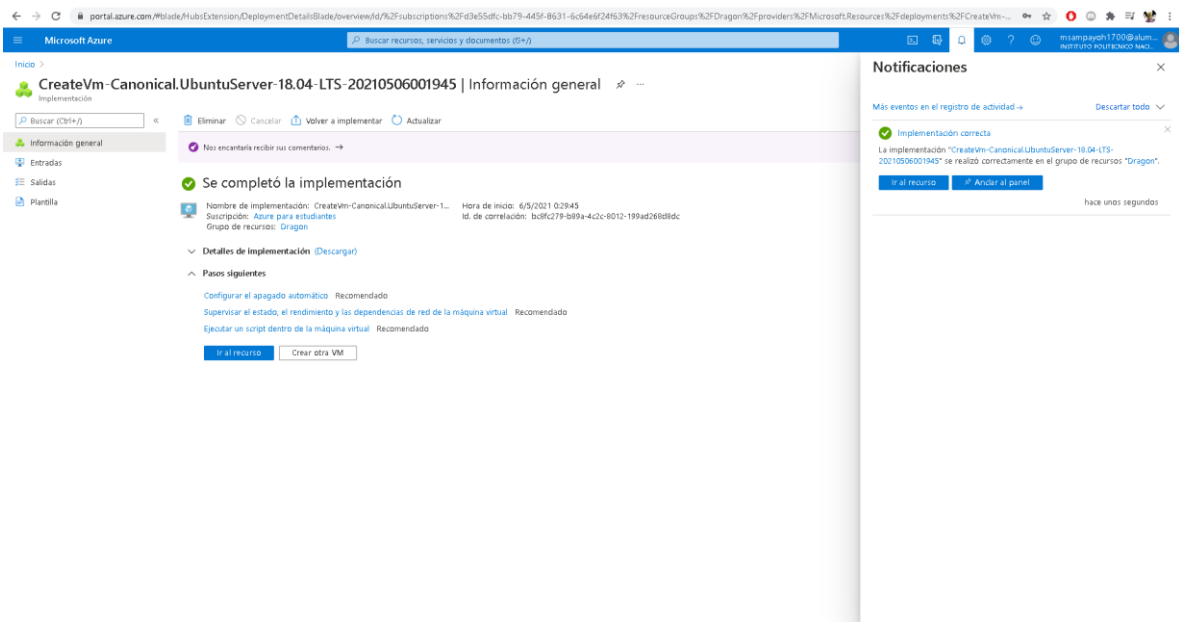 portal.azure.com/#blade/HubsExtension/DeploymentDetailsBlade/overview/id/%2Fsubscriptions%2Fd3e55dfc-bb79-445f-8631-6c64e6f24f63%2FresourceGroups%2FDragon%2Fproviders%2FMicrosoft.Resources%2Fdeployments%2FCreateVm-...
Microsoft Azure
Buscar recursos, servicios y documentos (G+/)
msampayoh1700@alum...
INSTITUTO POLITECNICO NACI...
Inicio >
CreateVm-Canonical.UbuntuServer-18.04-LTS-20210506001945 | Información general
Implementación
Buscar (Ctrl+/)
«
Información general
Entradas
Salidas
Plantilla
Eliminar
Cancelar
Volver a implementar
Actualizar
Nos encantaría recibir sus comentarios. →
Se completó la implementación
Nombre de implementación: CreateVm-Canonical.UbuntuServer-1...
Suscripción: Azure para estudiantes
Grupo de recursos: Dragon
Hora de inicio: 6/5/2021 0:29:45
Id. de correlación: bc8fc279-b89a-4c2c-8012-199ad268d8dc
Detalles de implementación (Descargar)
Pasos siguientes
Configurar el apagado automático Recomendado
Supervisar el estado, el rendimiento y las dependencias de red de la máquina virtual Recomendado
Ejecutar un script dentro de la máquina virtual Recomendado
Ir al recurso
Crear otra VM
Notificaciones
Más eventos en el registro de actividad →
Descartar todo
Implementación correcta
La implementación "CreateVm-Canonical.UbuntuServer-18.04-LTS-
20210506001945" se realizó correctamente en el grupo de recursos "Dragon".
Ir al recurso
Anclar al panel
hace unos segundos